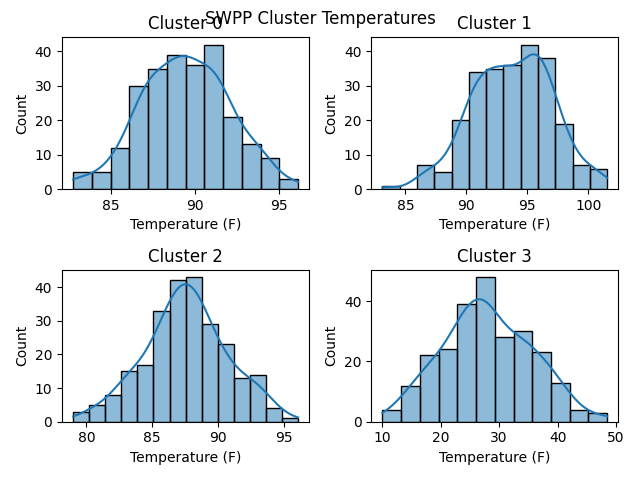 SWPP Cluster Temperatures
Cluster 0
40
30
20
10
0
Count
85 90 95
Temperature (F)
Cluster 1
40
30
20
10
0
Count
85 90 95 100
Temperature (F)
Cluster 2
40
30
20
10
0
Count
80 85 90 95
Temperature (F)
Cluster 3
40
20
0
Count
10 20 30 40 50
Temperature (F)